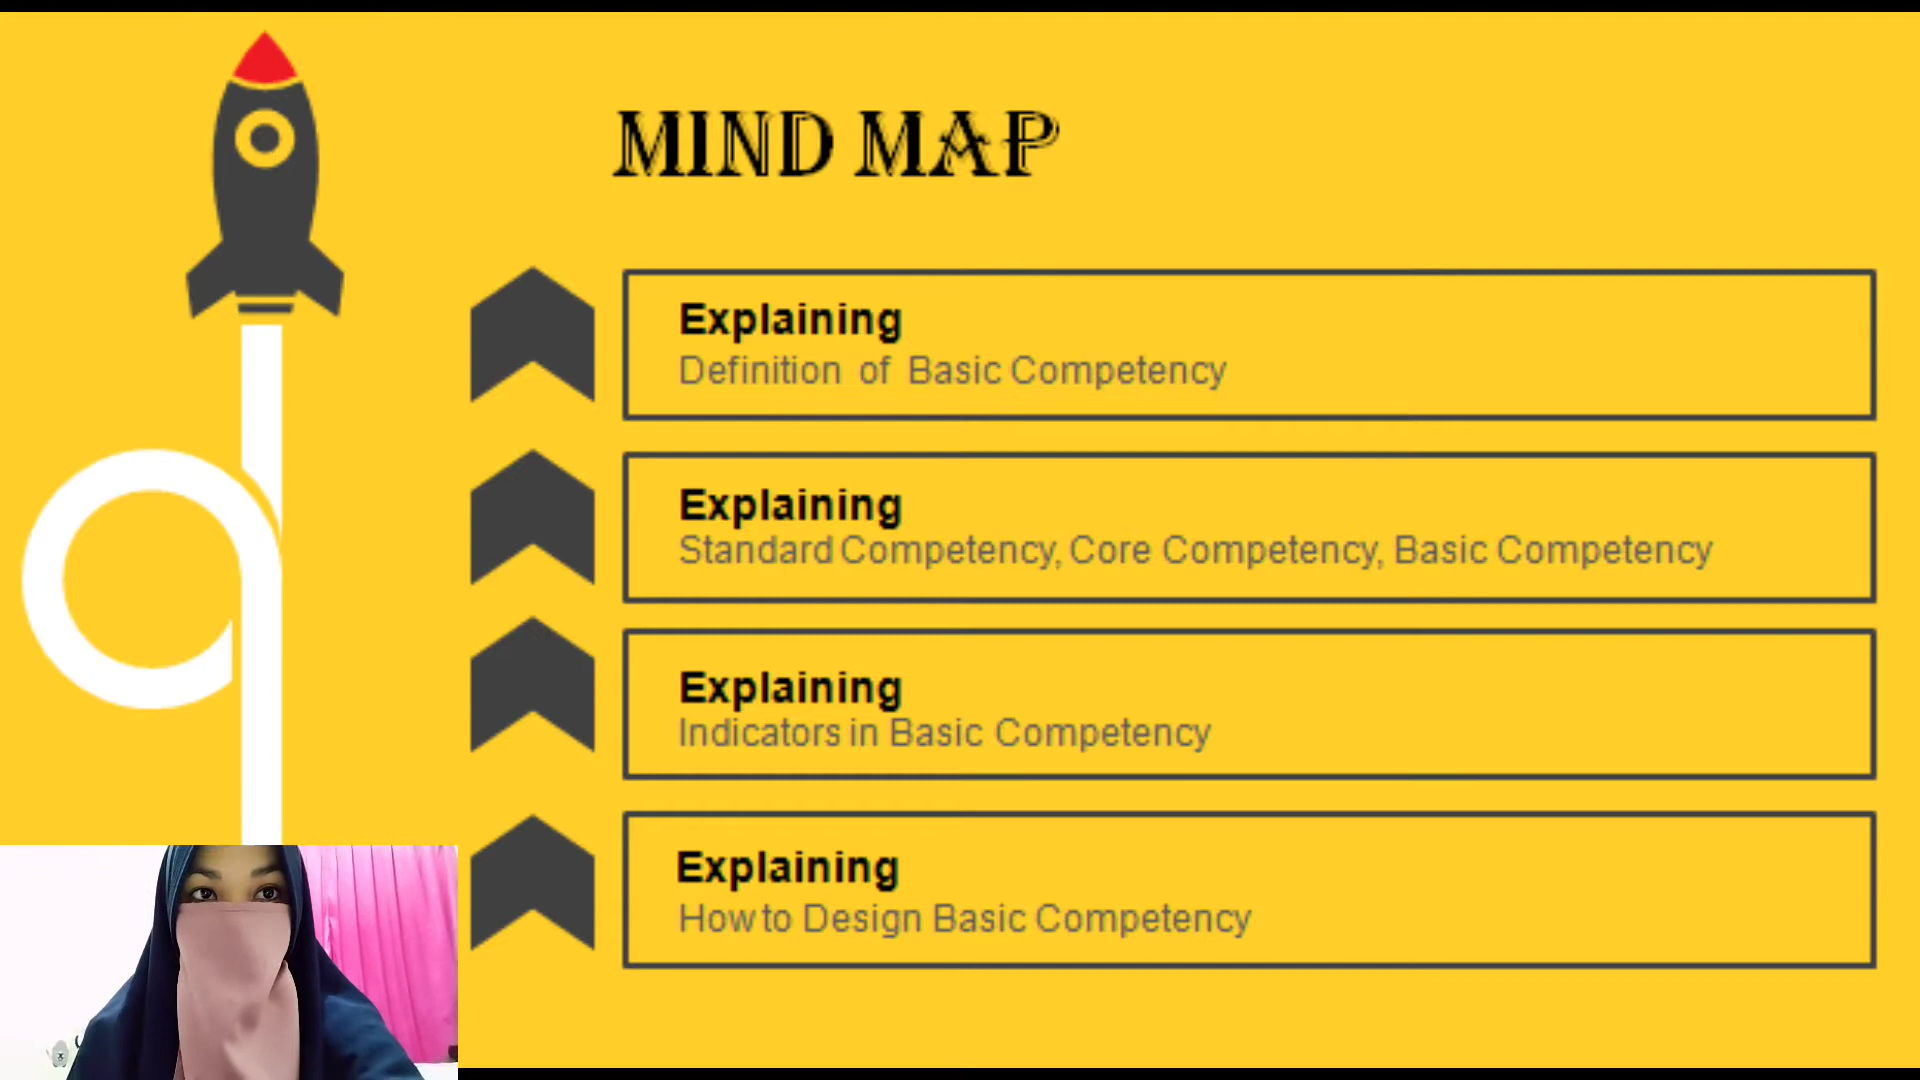 MIND MAP
Explaining
Definition of Basic Competency
Explaining
Standard Competency, Core Competency, Basic Competency
Explaining
Indicators in Basic Competency
Explaining
How to Design Basic Competency